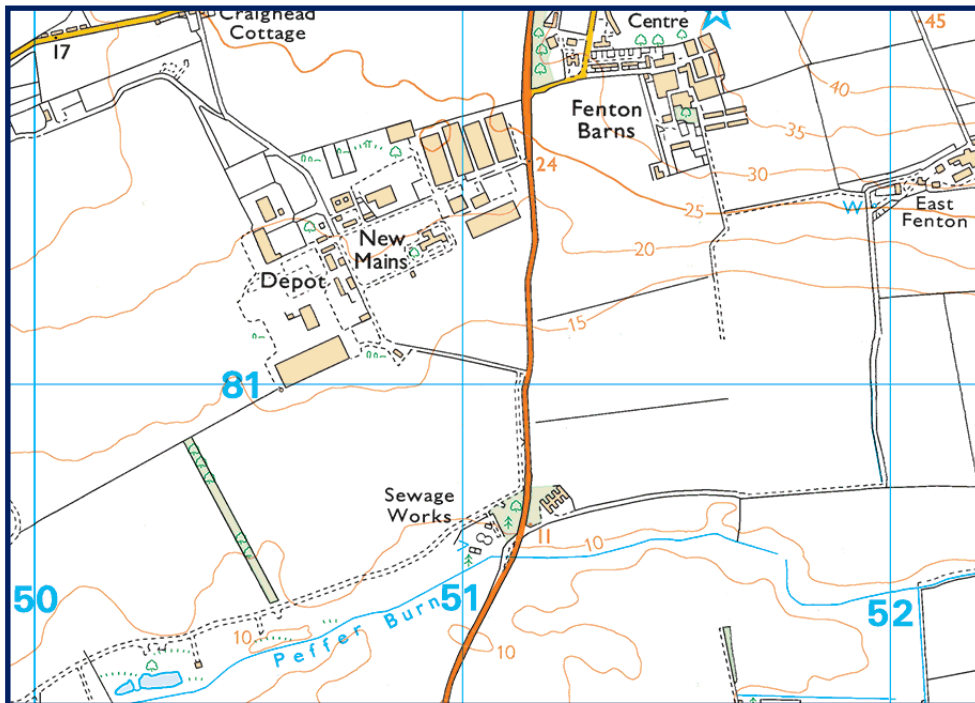 Craighead
Cottage
17
Centre
45
40
35
30
25
20
15
Fenton
Barns
24
W
East
Fenton
New
Mains
Depot
81
Sewage
Works
11
10
50
51
52
10
Peffer Burn
10